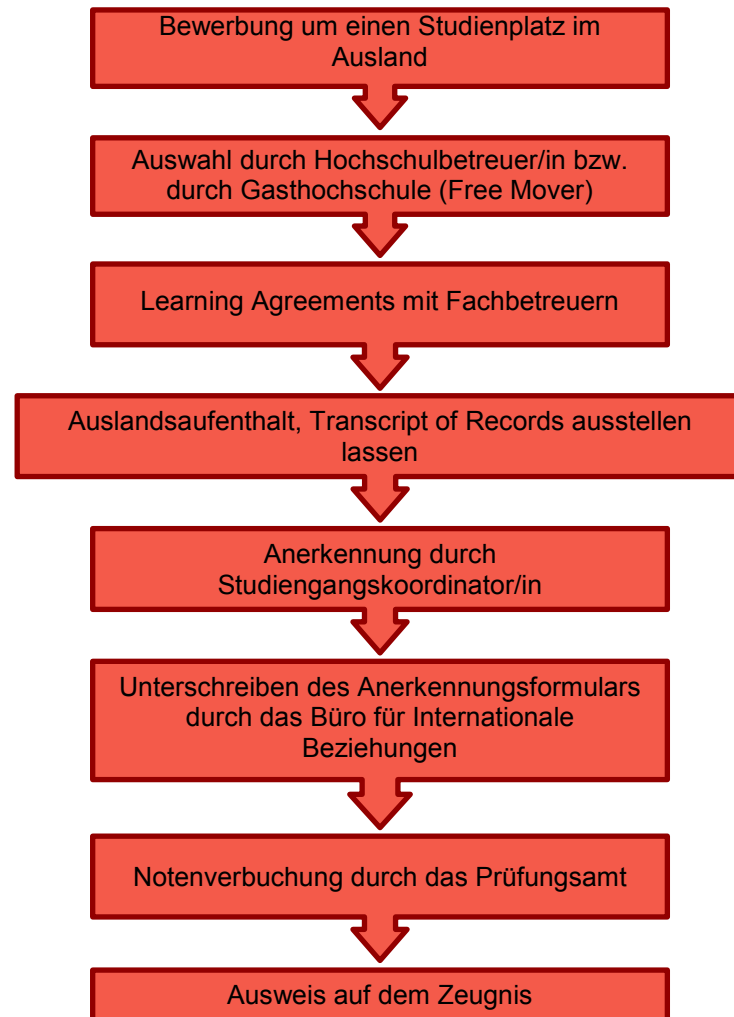 Bewerbung um einen Studienplatz im
Ausland
Auswahl durch Hochschulbetreuer/in bzw.
durch Gasthochschule (Free Mover)
Learning Agreements mit Fachbetreuern
Auslandsaufenthalt, Transcript of Records ausstellen
lassen
Anerkennung durch
Studiengangskoordinator/in
Unterschreiben des Anerkennungsformulars
durch das Büro für Internationale
Beziehungen
Notenverbuchung durch das Prüfungsamt
Ausweis auf dem Zeugnis